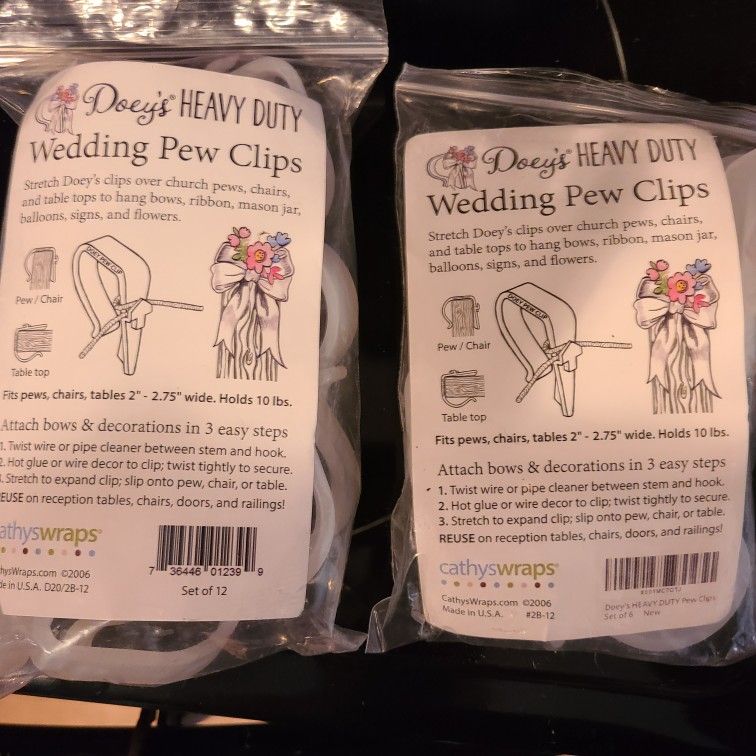 Doey's® HEAVY DUTY
Wedding Pew Clips
Stretch Doey's clips over church pews, chairs,
and table tops to hang bows, ribbon, mason jar,
balloons, signs, and flowers.
DOEY PEW CLIP
Pew / Chair
Table top
Fits pews, chairs, tables 2" - 2.75" wide. Holds 10 lbs.
Attach bows & decorations in 3 easy steps
1. Twist wire or pipe cleaner between stem and hook.
2. Hot glue or wire decor to clip; twist tightly to secure.
. Stretch to expand clip; slip onto pew, chair, or table.
EUSE on reception tables, chairs, doors, and railings!
athyswraps®
hysWraps.com ©2006
de in U.S.A. D20/2B-12
7 36446 01239 9
Set of 12
Doey's® HEAVY DUTY
Wedding Pew Clips
Stretch Doey's clips over church pews, chairs,
and table tops to hang bows, ribbon, mason jar,
balloons, signs, and flowers.
DOEY PEW CLIP
Pew / Chair
Table top
Fits pews, chairs, tables 2" - 2.75" wide. Holds 10 lbs.
Attach bows & decorations in 3 easy steps
1. Twist wire or pipe cleaner between stem and hook.
2. Hot glue or wire decor to clip; twist tightly to secure.
3. Stretch to expand clip; slip onto pew, chair, or table.
REUSE on reception tables, chairs, doors, and railings!
cathyswraps®
CathysWraps.com ©2006
Made in U.S.A. #2B-12
Doey's HEAVY DUTY Pew Clips
Set of 6 New